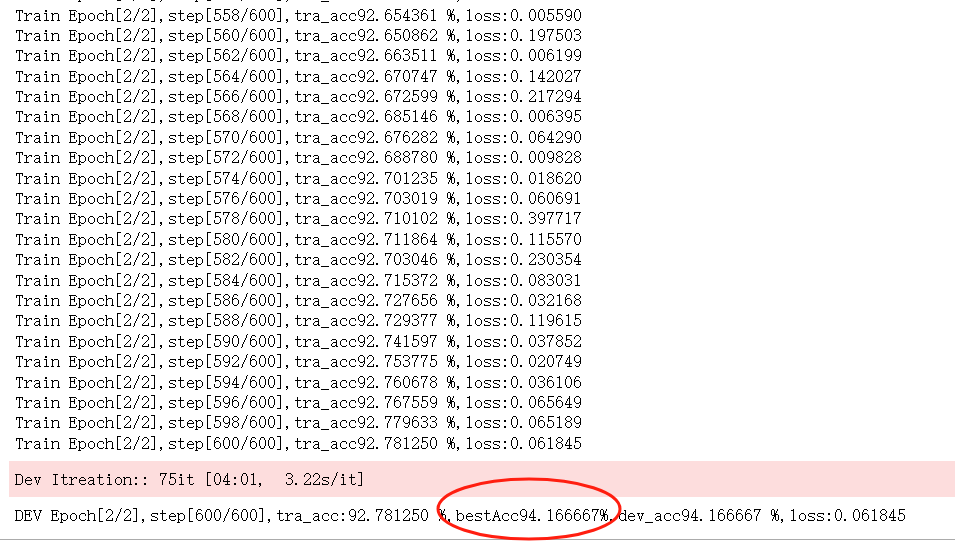 Train Epoch[2/2],step[558/600],tra_acc92.654361 %,loss:0.005590
Train Epoch[2/2],step[560/600],tra_acc92.650862 %,loss:0.197503
Train Epoch[2/2],step[562/600],tra_acc92.663511 %,loss:0.006199
Train Epoch[2/2],step[564/600],tra_acc92.670747 %,loss:0.142027
Train Epoch[2/2],step[566/600],tra_acc92.672599 %,loss:0.217294
Train Epoch[2/2],step[568/600],tra_acc92.685146 %,loss:0.006395
Train Epoch[2/2],step[570/600],tra_acc92.676282 %,loss:0.064290
Train Epoch[2/2],step[572/600],tra_acc92.688780 %,loss:0.009828
Train Epoch[2/2],step[574/600],tra_acc92.701235 %,loss:0.018620
Train Epoch[2/2],step[576/600],tra_acc92.703019 %,loss:0.060691
Train Epoch[2/2],step[578/600],tra_acc92.710102 %,loss:0.397717
Train Epoch[2/2],step[580/600],tra_acc92.711864 %,loss:0.115570
Train Epoch[2/2],step[582/600],tra_acc92.703046 %,loss:0.230354
Train Epoch[2/2],step[584/600],tra_acc92.715372 %,loss:0.083031
Train Epoch[2/2],step[586/600],tra_acc92.727656 %,loss:0.032168
Train Epoch[2/2],step[588/600],tra_acc92.729377 %,loss:0.119615
Train Epoch[2/2],step[590/600],tra_acc92.741597 %,loss:0.037852
Train Epoch[2/2],step[592/600],tra_acc92.753775 %,loss:0.020749
Train Epoch[2/2],step[594/600],tra_acc92.760678 %,loss:0.036106
Train Epoch[2/2],step[596/600],tra_acc92.767559 %,loss:0.065649
Train Epoch[2/2],step[598/600],tra_acc92.779633 %,loss:0.065189
Train Epoch[2/2],step[600/600],tra_acc92.781250 %,loss:0.061845
Dev Itreation:: 75it [04:01,  3.22s/it]
DEV Epoch[2/2],step[600/600],tra_acc:92.781250 %,bestAcc94.166667%,dev_acc94.166667 %,loss:0.061845